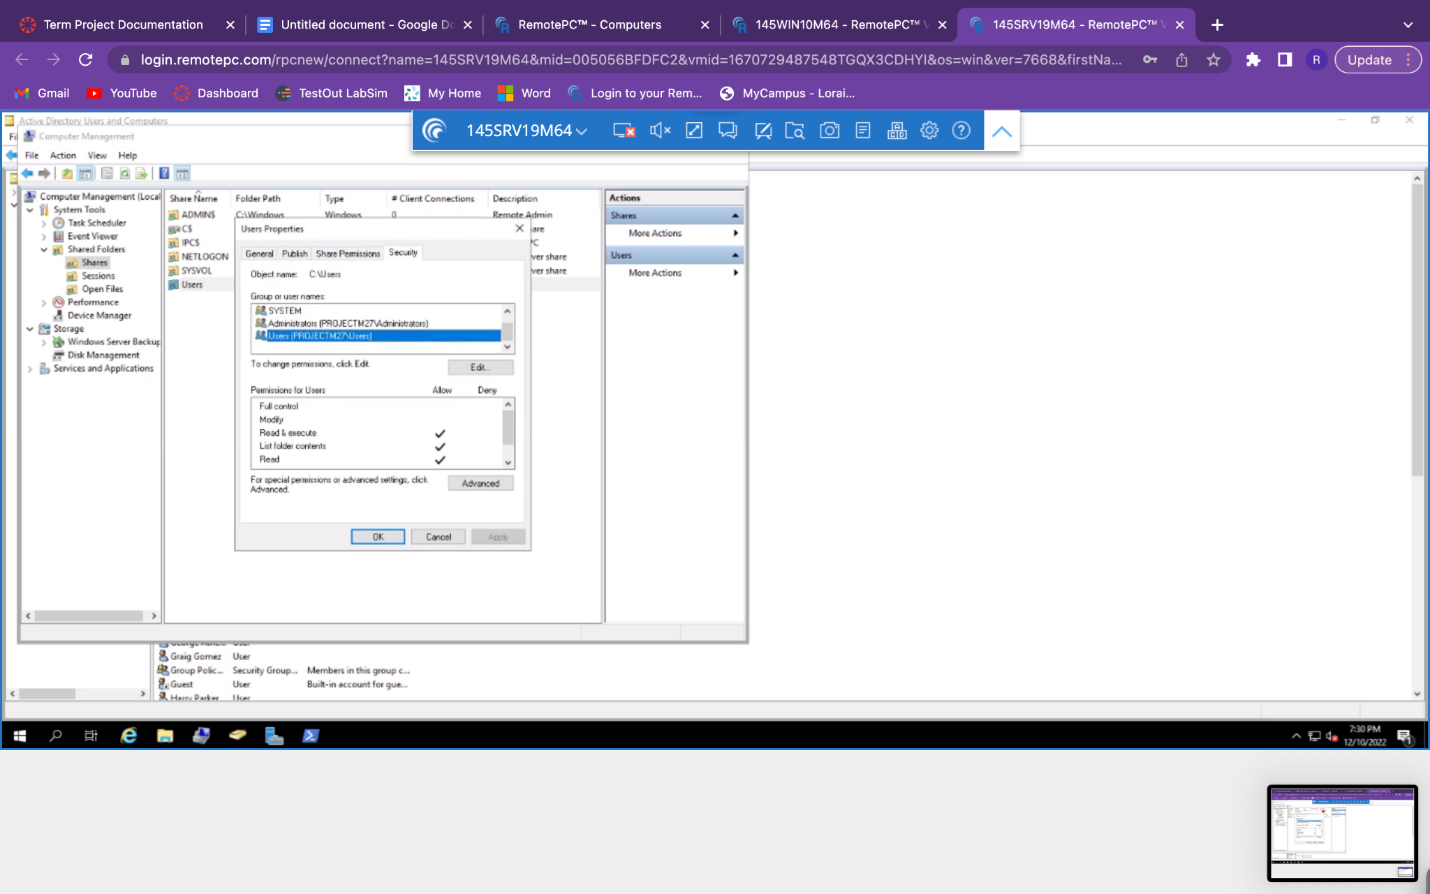 Term Project Documentation
Untitled document - Google Do
RemotePC™ - Computers
145WIN10M64 - RemotePC™ V
145SRV19M64 - RemotePC™ V
login.remotepc.com/rpcnew/connect?name=145SRV19M64&mid=005056BFDFC2&vmid=1670729487548TGQX3CDHYI&os=win&ver=7668&firstNa...
R
Update
Gmail
YouTube
Dashboard
TestOut LabSim
My Home
Word
Login to your Rem...
MyCampus - Lorai...
Active Directory Users and Computers
Fi
Computer Management
145SRV19M64
File Action View Help
Computer Management (Local
System Tools
Task Scheduler
Event Viewer
Shared Folders
Shares
Sessions
Open Files
Performance
Device Manager
Storage
Windows Server Backup
Disk Management
Services and Applications
Share Name Folder Path Type # Client Connections Description
ADMIN$ C:\Windows Windows 0 Remote Admin
C$ are
IPC$ PC
NETLOGON ver share
SYSVOL ver share
Users
Users Properties
General Publish Share Permissions Security
Object name: C:\Users
Group or user names:
SYSTEM
Administrators (PROJECTM27\Administrators)
Users (PROJECTM27\Users)
To change permissions, click Edit.
Edit...
Permissions for Users Allow Deny
Full control
Modify
Read & execute
List folder contents
Read
For special permissions or advanced settings, click
Advanced.
Advanced
OK Cancel Apply
Actions
Shares
More Actions
Users
More Actions
Graig Gomez User
Group Polic... Security Group... Members in this group c...
Guest User Built-in account for gue...
Harry Parker User
7:30 PM
12/10/2022
1